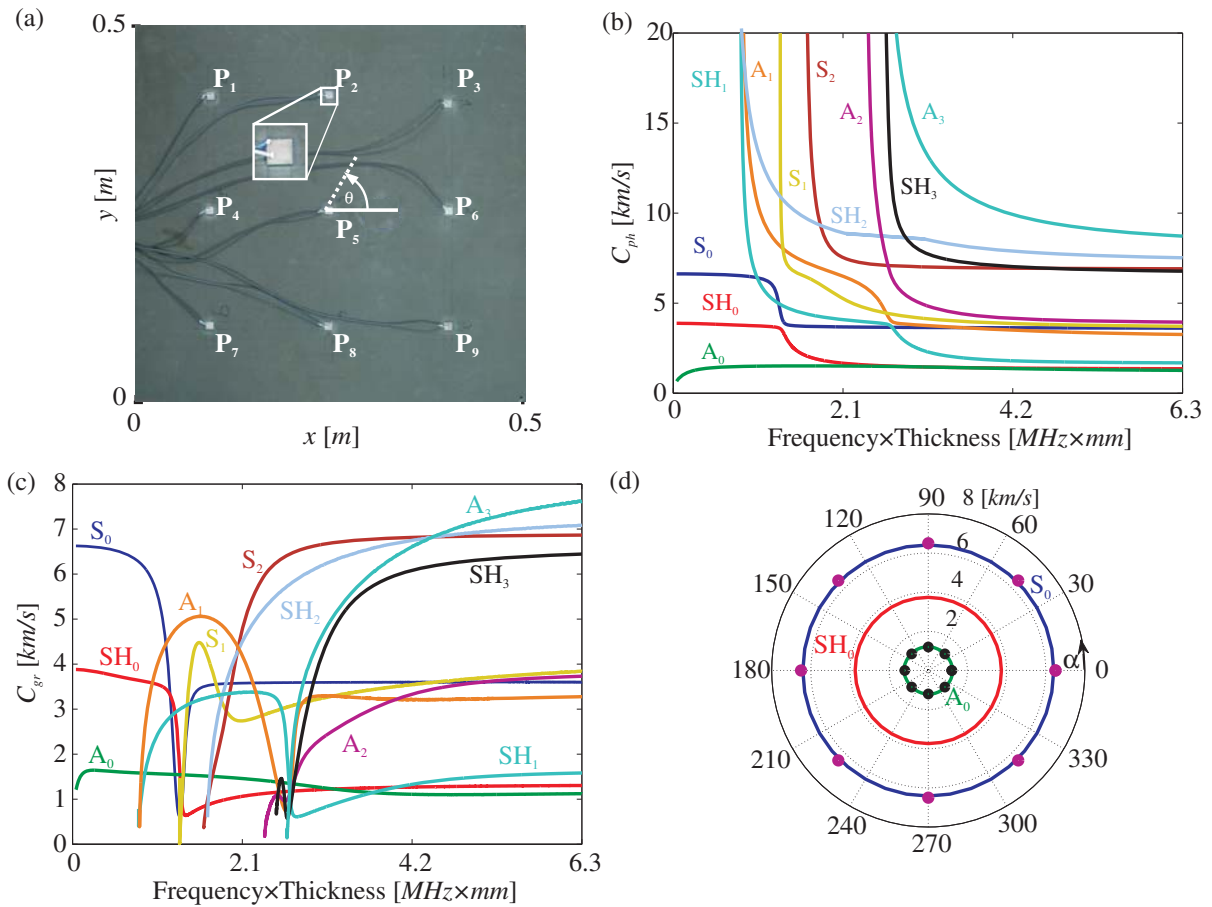 (a)
0.5
y [m]
P1
P2
P3
P4
θ
P5
P6
P7
P8
P9
0
0
0.5
x [m]
(b)
20
15
10
5
0
Cph [km/s]
SH1
A1
S2
A2
A3
S1
SH2
SH3
S0
SH0
A0
0
2.1
4.2
6.3
Frequency×Thickness [MHz×mm]
(c)
8
7
6
5
4
3
2
1
0
Cgr [km/s]
S0
A3
S2
SH3
A1
SH2
S1
SH0
A2
A0
SH1
0
2.1
4.2
6.3
Frequency×Thickness [MHz×mm]
(d)
90
8 [km/s]
120
60
6
150
4
30
S0
2
SH0
180
α
0
A0
210
330
240
300
270